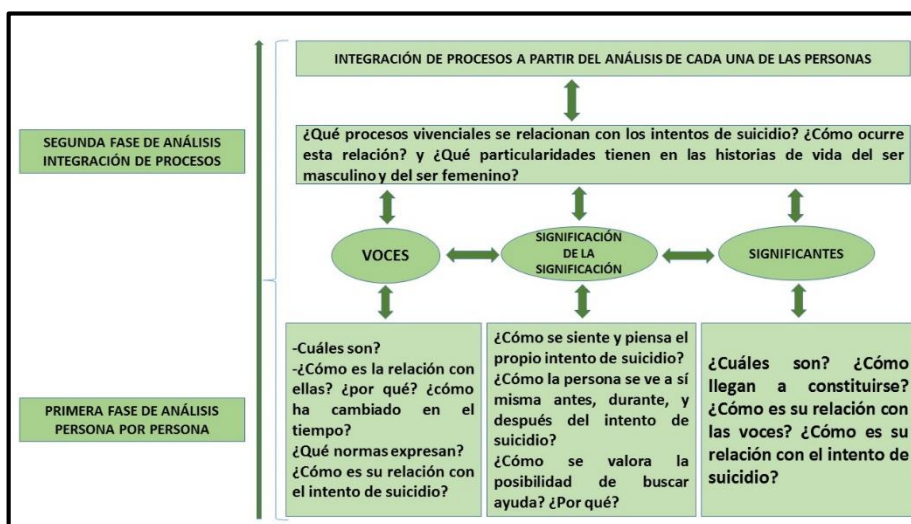 INTEGRACIÓN DE PROCESOS A PARTIR DEL ANÁLISIS DE CADA UNA DE LAS PERSONAS
SEGUNDA FASE DE ANÁLISIS
INTEGRACIÓN DE PROCESOS
¿Qué procesos vivenciales se relacionan con los intentos de suicidio? ¿Cómo ocurre
esta relación? y ¿Qué particularidades tienen en las historias de vida del ser
masculino y del ser femenino?
VOCES
SIGNIFICACIÓN
DE LA
SIGNIFICACIÓN
SIGNIFICANTES
PRIMERA FASE DE ANÁLISIS
PERSONA POR PERSONA
-Cuáles son?
-¿Cómo es la relación con
ellas? ¿por qué? ¿cómo
ha cambiado en el
tiempo?
¿Qué normas expresan?
¿Cómo es su relación con
el intento de suicidio?
¿Cómo se siente y piensa el
propio intento de suicidio?
¿Cómo la persona se ve a sí
misma antes, durante, y
después del intento de
suicidio?
¿Cómo se valora la
posibilidad de buscar
ayuda? ¿Por qué?
¿Cuáles son? ¿Cómo
llegan a constituirse?
¿Cómo es su relación con
las voces? ¿Cómo es su
relación con el intento de
suicidio?